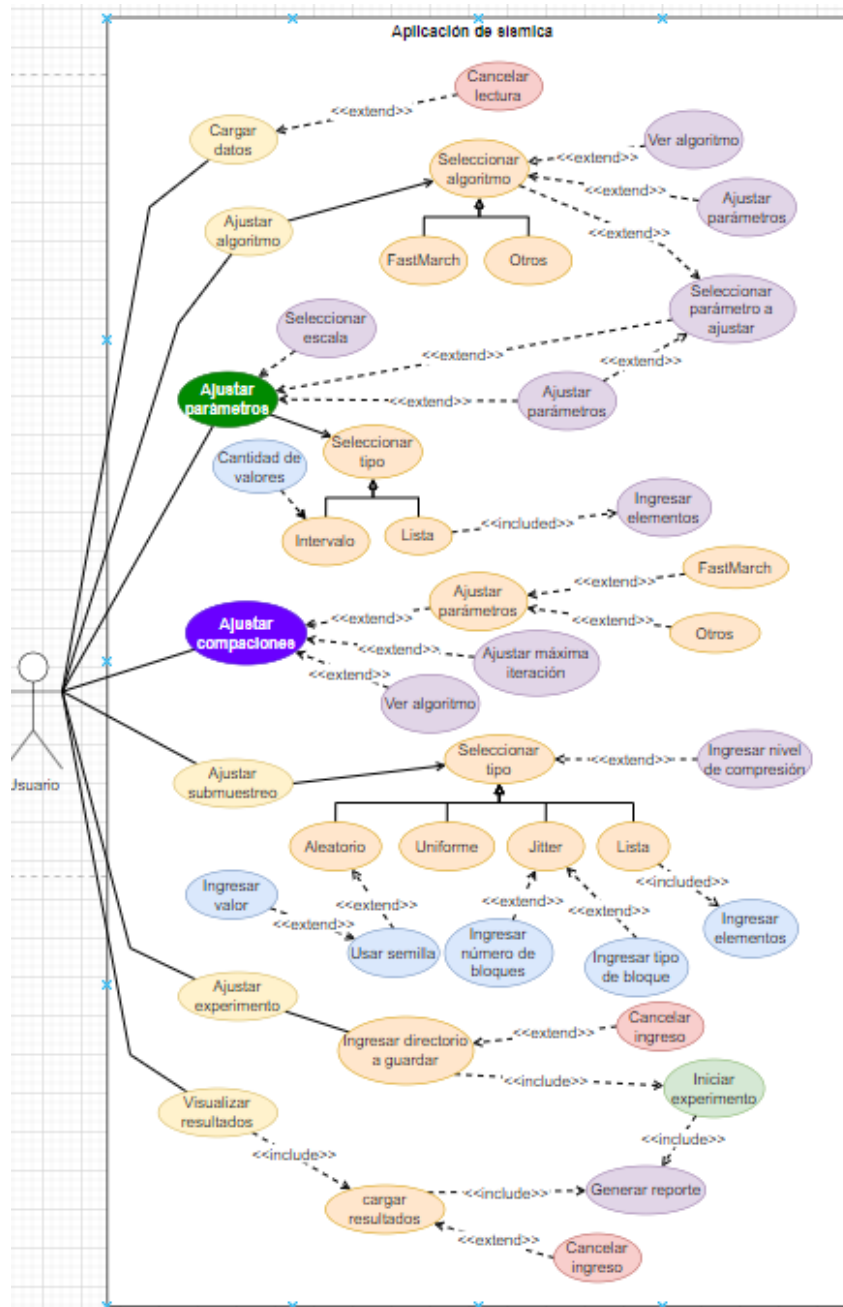 Aplicación de sísmica
Cancelar
lectura
<<extend>>
Cargar
datos
Ver algoritmo
Seleccionar
algoritmo
<<extend>>
<<extend>>
Ajustar
parámetros
Ajustar
algoritmo
<<extend>>
FastMarch
Otros
Seleccionar
parámetro a
ajustar
Seleccionar
escala
<<extend>>
Ajustar
parámetros
<<extend>>
Ajustar
parámetros
Seleccionar
tipo
Cantidad de
valores
Intervalo
Lista
<<included>>
Ingresar
elementos
FastMarch
<<extend>>
Ajustar
parámetros
<<extend>>
Ajustar
compaciones
<<extend>>
Otros
Ajustar máxima
iteración
<<extend>>
<<extend>>
Ver algoritmo
Usuario
Seleccionar
tipo
<<extend>>
Ingresar nivel
de compresión
Ajustar
submuestreo
Aleatorio
Uniforme
Jitter
Lista
<<included>>
Ingresar
valor
<<extend>>
<<extend>>
<<extend>>
Ingresar
elementos
Usar semilla
Ingresar
número de
bloques
Ingresar tipo
de bloque
Ajustar
experimento
Ingresar directorio
a guardar
<<extend>>
Cancelar
ingreso
<<include>>
Iniciar
experimento
Visualizar
resultados
<<include>>
<<include>>
cargar
resultados
<<include>>
Generar reporte
<<extend>>
Cancelar
ingreso